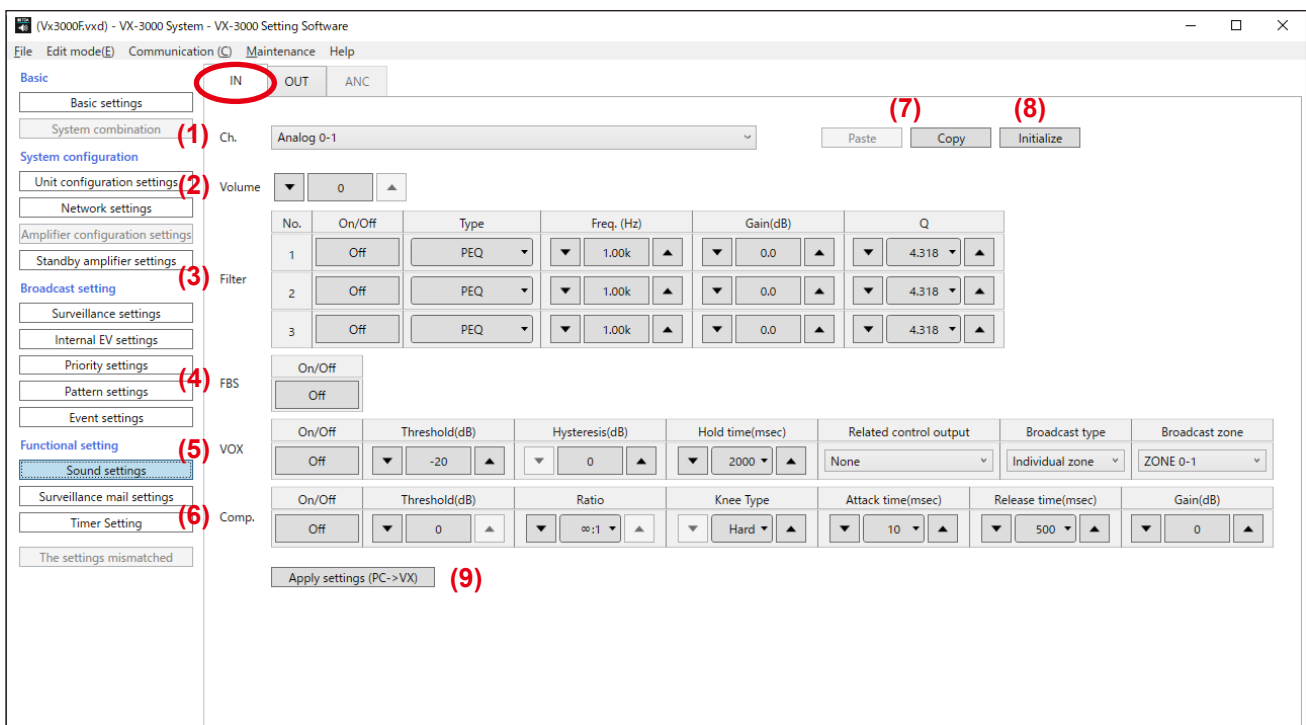 (Vx3000F.vxd) - VX-3000 System - VX-3000 Setting Software
File Edit mode(E) Communication (C) Maintenance Help
Basic
Basic settings
System combination
System configuration
Unit configuration settings
Network settings
Amplifier configuration settings
Standby amplifier settings
Broadcast setting
Surveillance settings
Internal EV settings
Priority settings
Pattern settings
Event settings
Functional setting
Sound settings
Surveillance mail settings
Timer Setting
The settings mismatched
IN OUT ANC
(7) (8)
(1) Ch. Analog 0-1 Paste Copy Initialize
(2) Volume 0
No. On/Off Type Freq. (Hz) Gain(dB) Q
1 Off PEQ 1.00k 0.0 4.318
(3) Filter
2 Off PEQ 1.00k 0.0 4.318
3 Off PEQ 1.00k 0.0 4.318
On/Off
(4) FBS
Off
On/Off Threshold(dB) Hysteresis(dB) Hold time(msec) Related control output Broadcast type Broadcast zone
(5) VOX
Off -20 0 2000 None Individual zone ZONE 0-1
On/Off Threshold(dB) Ratio Knee Type Attack time(msec) Release time(msec) Gain(dB)
(6) Comp.
Off 0 ∞:1 Hard 10 500 0
Apply settings (PC->VX) (9)